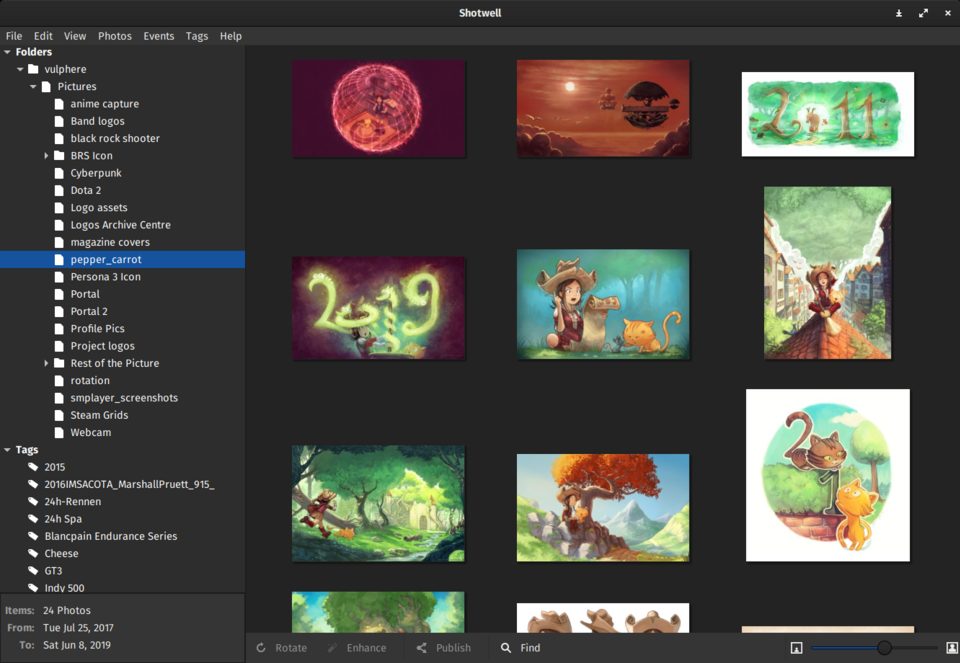 Shotwell
File Edit View Photos Events Tags Help
Folders
vulphere
Pictures
anime capture
Band logos
black rock shooter
BRS Icon
Cyberpunk
Dota 2
Logo assets
Logos Archive Centre
magazine covers
pepper_carrot
Persona 3 Icon
Portal
Portal 2
Profile Pics
Project logos
Rest of the Picture
rotation
smplayer_screenshots
Steam Grids
Webcam
Tags
2015
2016IMSACOTA_MarshallPruett_915_
24h-Rennen
24h Spa
Blancpain Endurance Series
Cheese
GT3
Indy 500
Items: 24 Photos
From: Tue Jul 25, 2017
To: Sat Jun 8, 2019
2011
2019
21
Rotate Enhance Publish Find